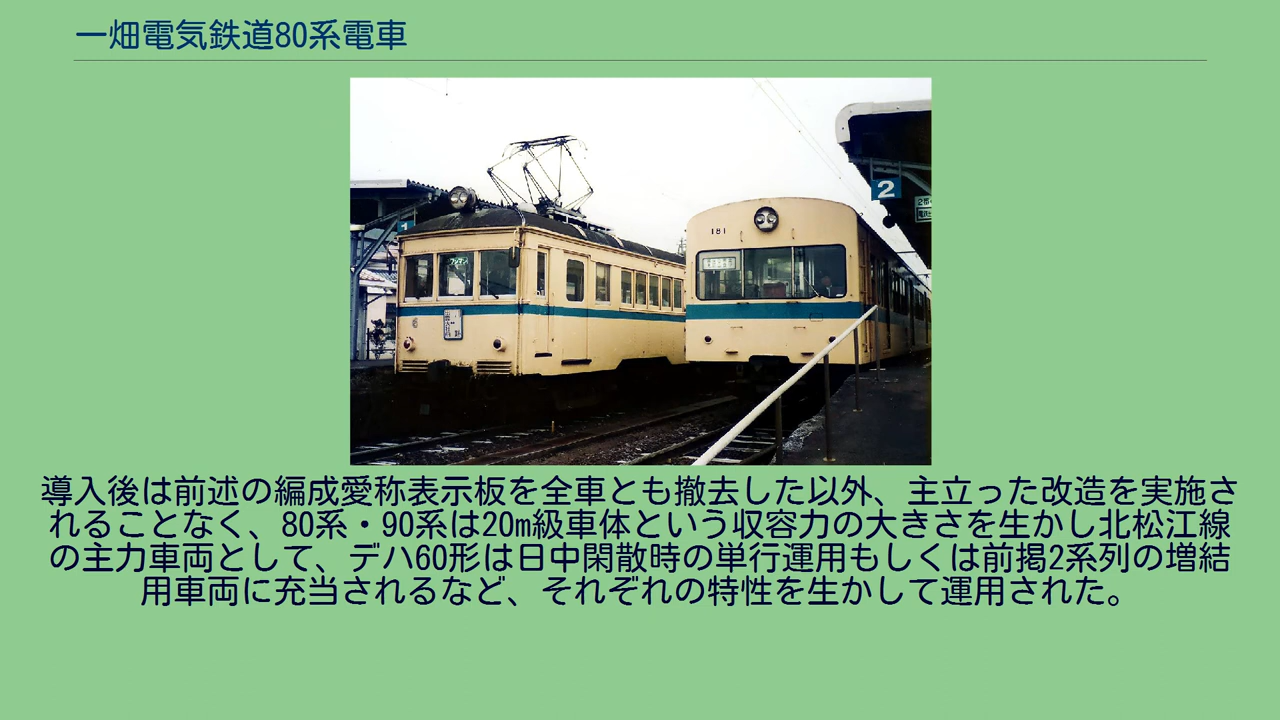 一畑電気鉄道80系電車
2
1
181
6
導入後は前述の編成愛称表示板を全車とも撤去した以外、主立った改造を実施さ
れることなく、80系・90系は20m級車体という収容力の大きさを生かし北松江線
の主力車両として、デハ60形は日中閑散時の単行運用もしくは前掲2系列の増結
用車両に充当されるなど、それぞれの特性を生かして運用された。